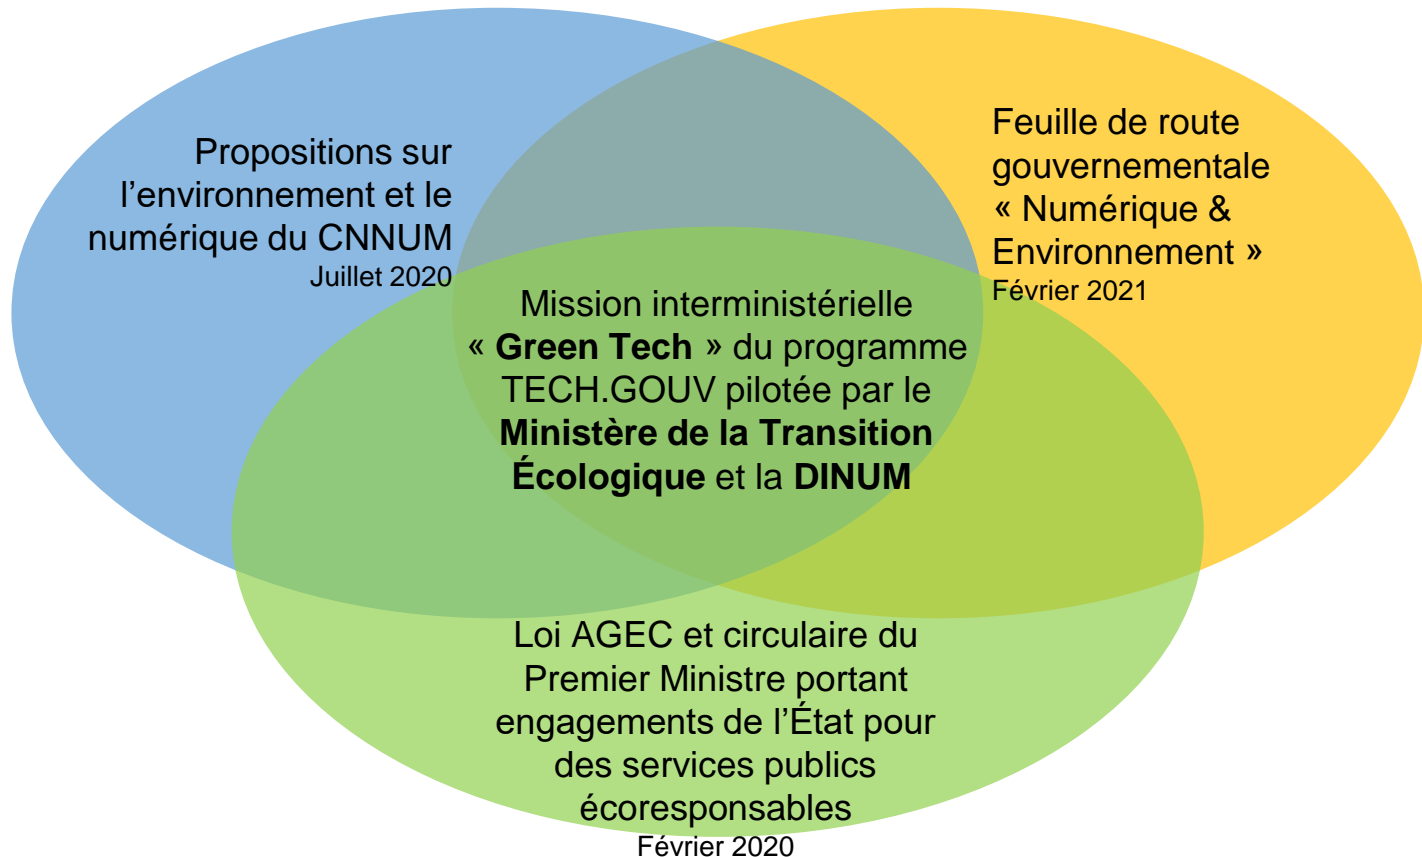 Propositions sur
l’environnement et le
numérique du CNNUM
Juillet 2020
Feuille de route
gouvernementale
« Numérique &
Environnement »
Février 2021
Mission interministérielle
« Green Tech » du programme
TECH.GOUV pilotée par le
Ministère de la Transition
Écologique et la DINUM
Loi AGEC et circulaire du
Premier Ministre portant
engagements de l’État pour
des services publics
écoresponsables
Février 2020